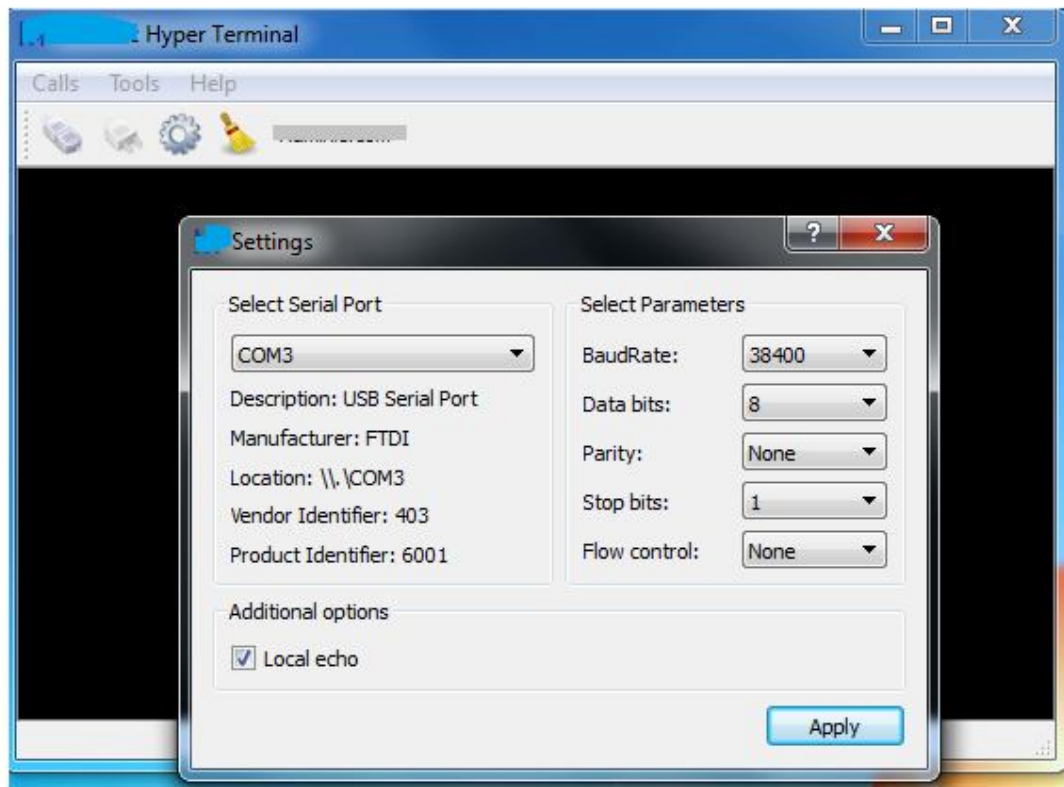 Hyper Terminal
Calls Tools Help
Settings
Select Serial Port
COM3
Description: USB Serial Port
Manufacturer: FTDI
Location: \\.\COM3
Vendor Identifier: 403
Product Identifier: 6001
Select Parameters
BaudRate: 38400
Data bits: 8
Parity: None
Stop bits: 1
Flow control: None
Additional options
Local echo
Apply